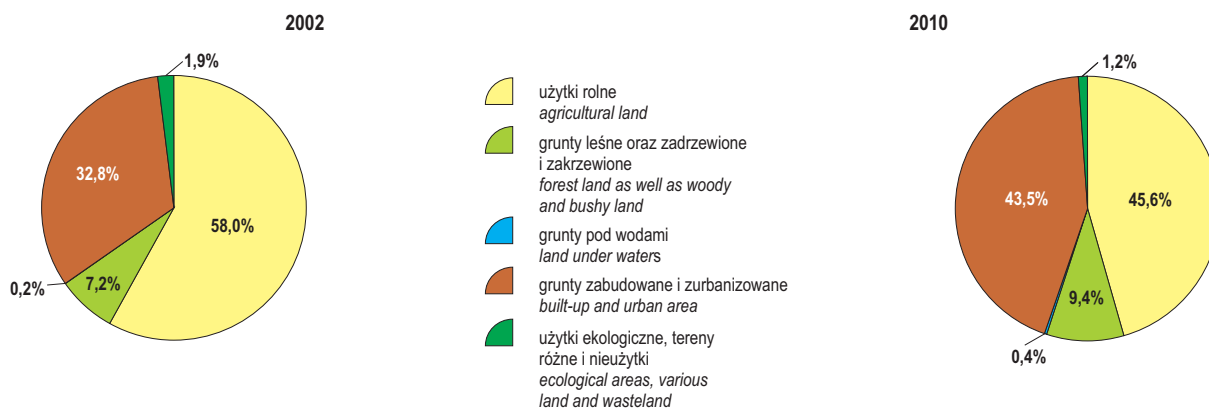 2002
1,9%
32,8%
58,0%
0,2%
7,2%
użytki rolne
agricultural land
grunty leśne oraz zadrzewione
i zakrzewione
forest land as well as woody
and bushy land
grunty pod wodami
land under waters
grunty zabudowane i zurbanizowane
built-up and urban area
użytki ekologiczne, tereny
różne i nieużytki
ecological areas, various
land and wasteland
2010
1,2%
43,5%
45,6%
9,4%
0,4%